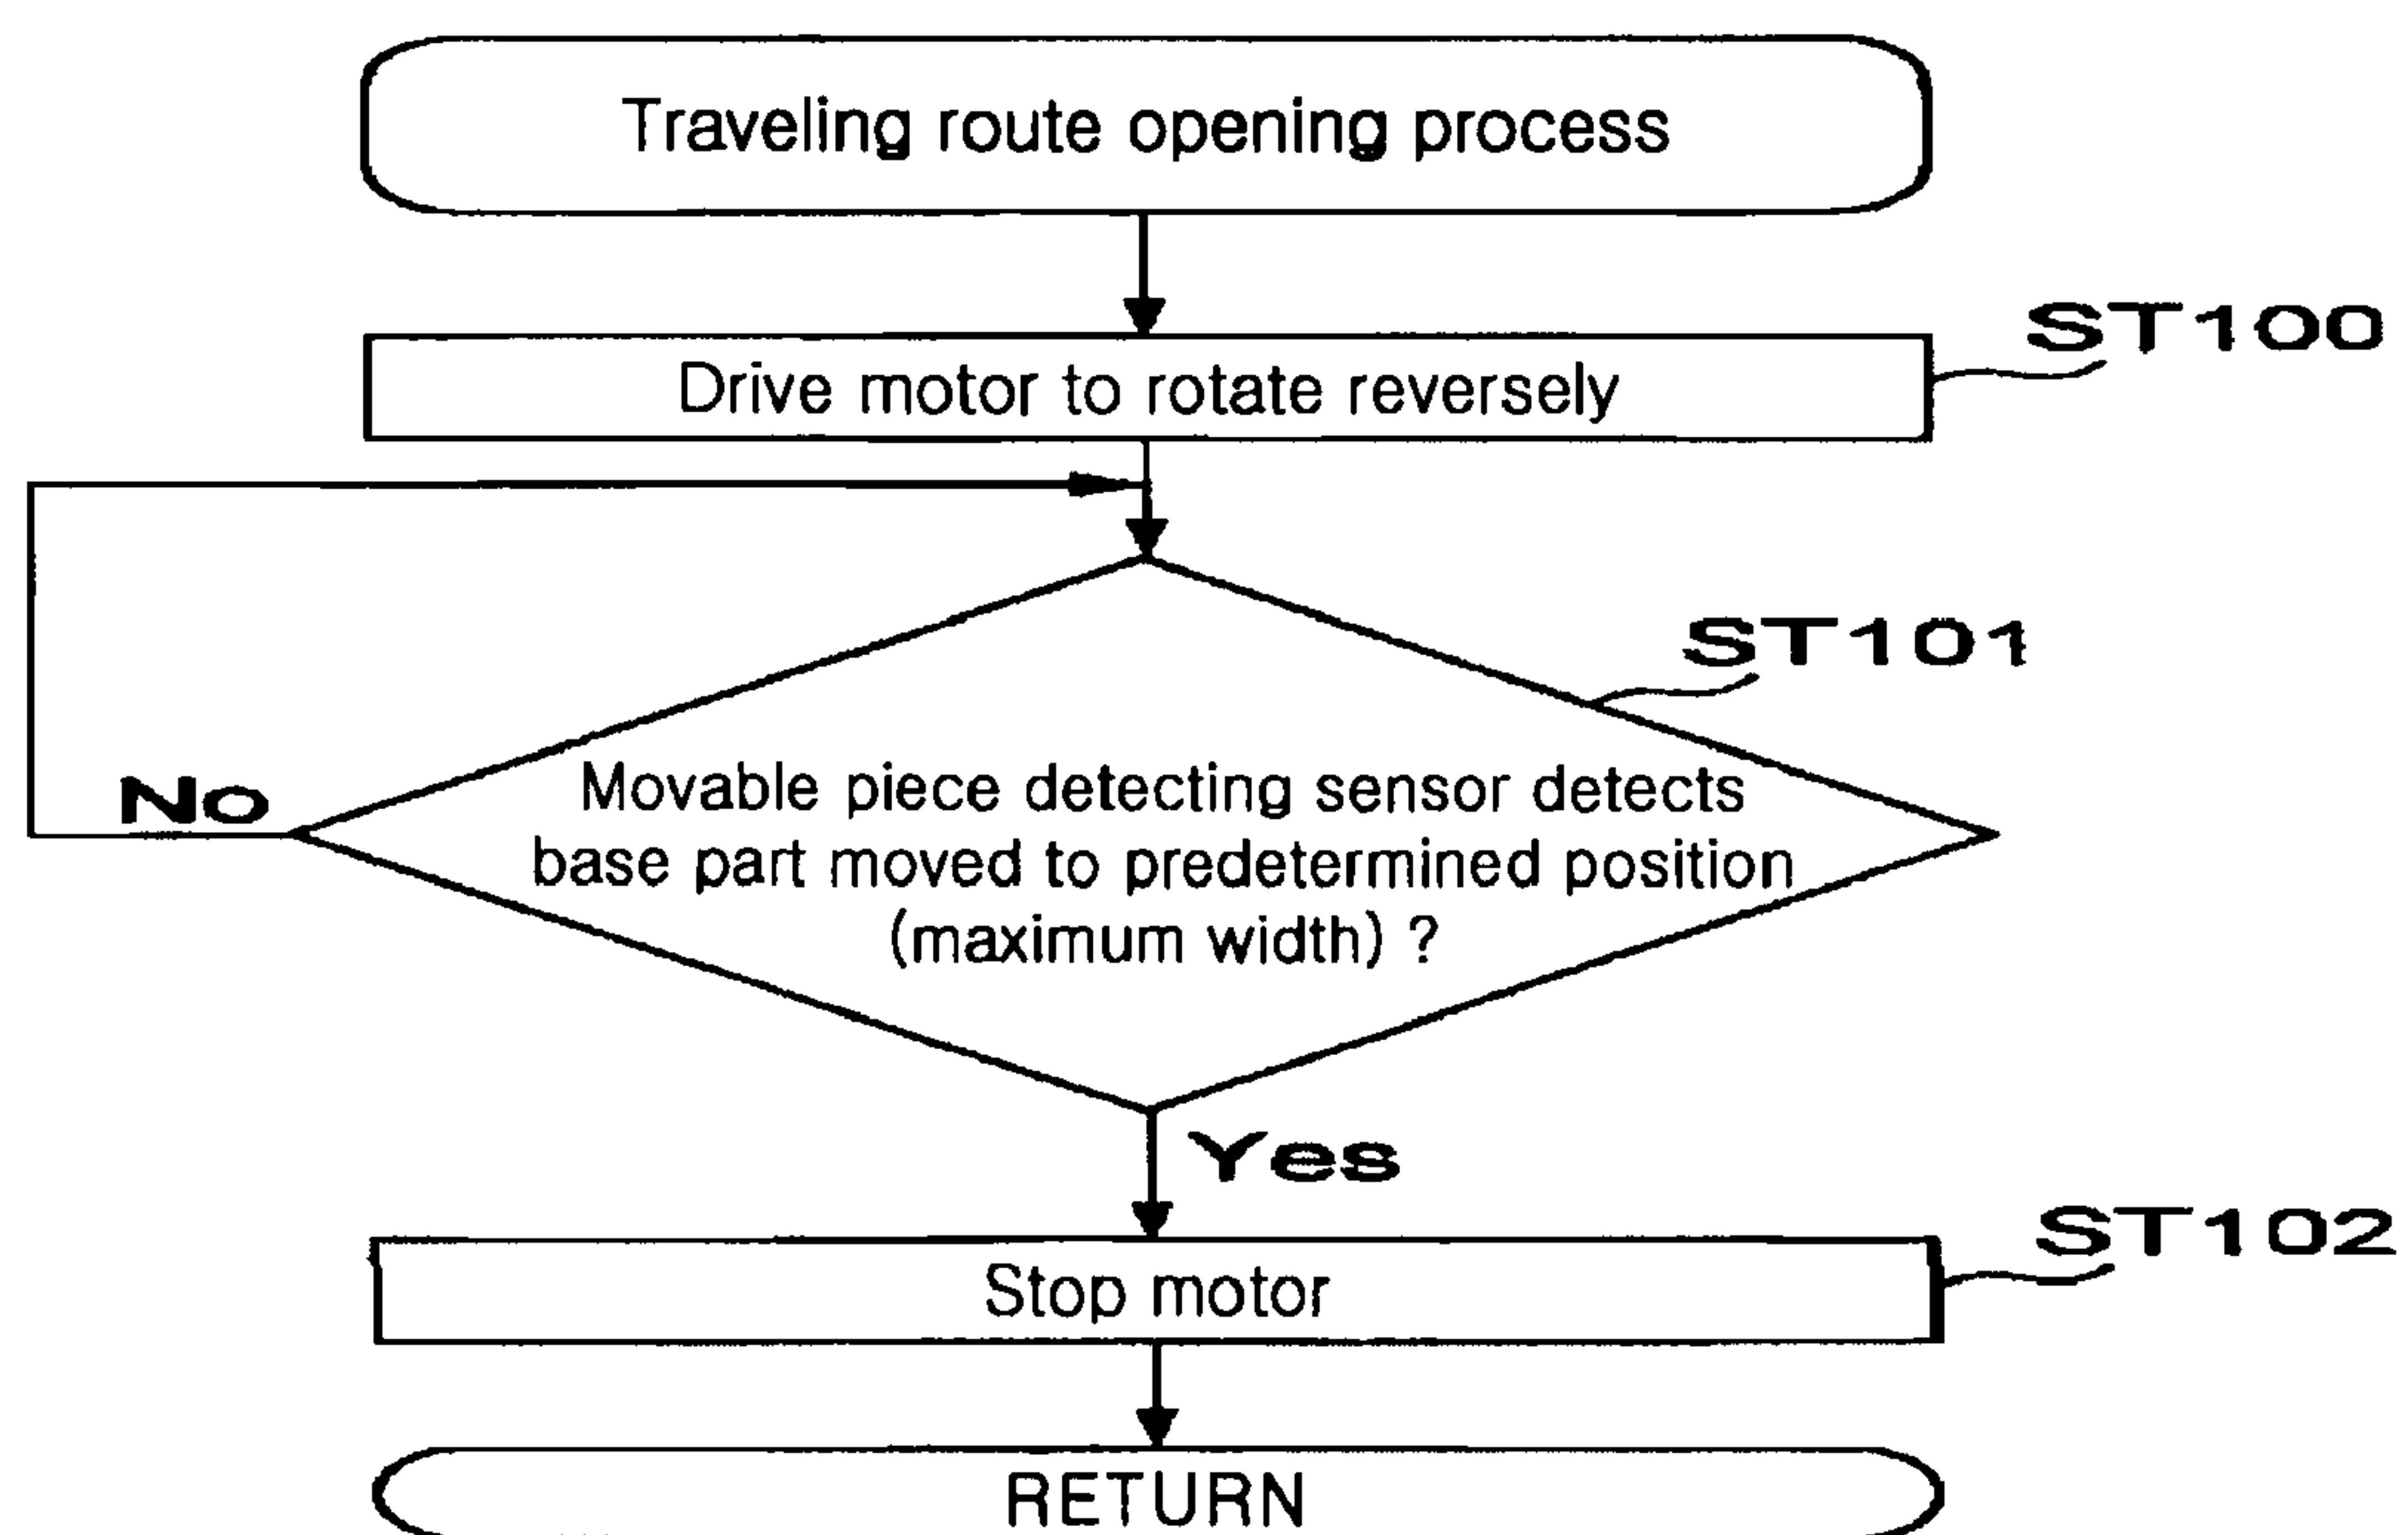 Traveling route opening process
ST100
Drive motor to rotate reversely
ST101
No
Movable piece detecting sensor detects
base part moved to predetermined position
(maximum width) ?
Yes
ST102
Stop motor
RETURN